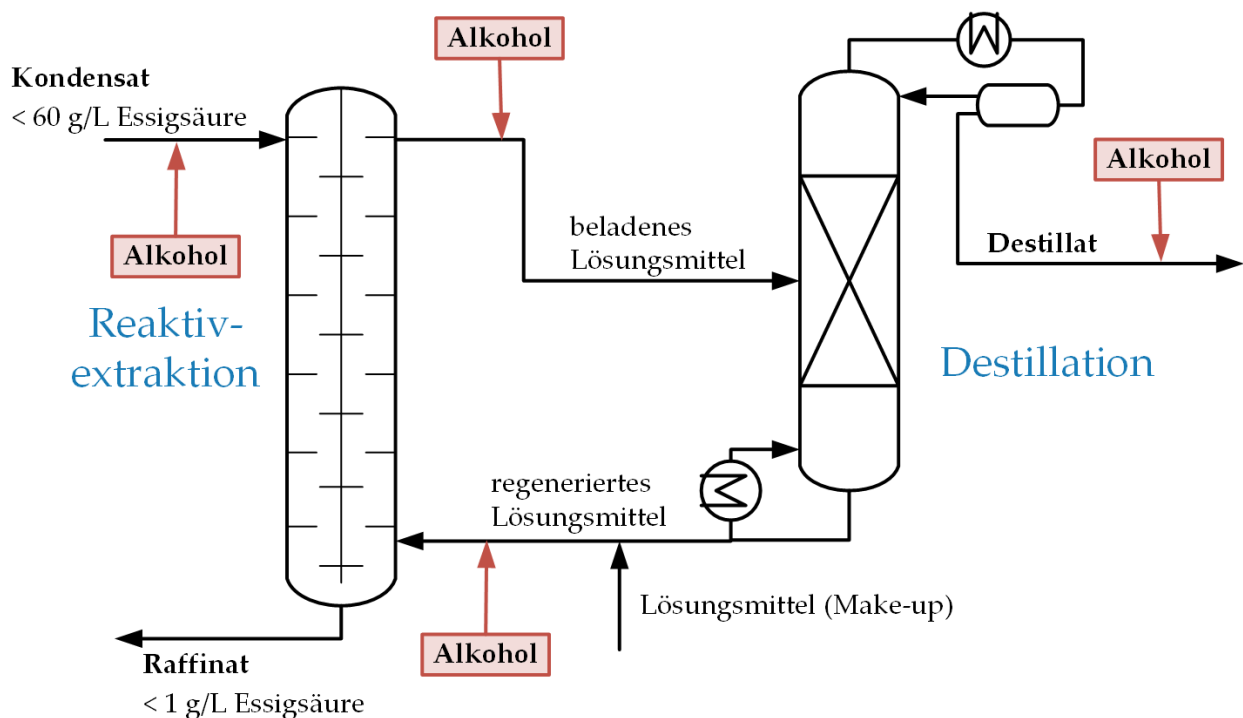 Alkohol
Kondensat
< 60 g/L Essigsäure
Alkohol
Alkohol
beladenes
Lösungsmittel
Destillat
Reaktiv-
extraktion
Destillation
regeneriertes
Lösungsmittel
Lösungsmittel (Make-up)
Alkohol
Raffinat
< 1 g/L Essigsäure